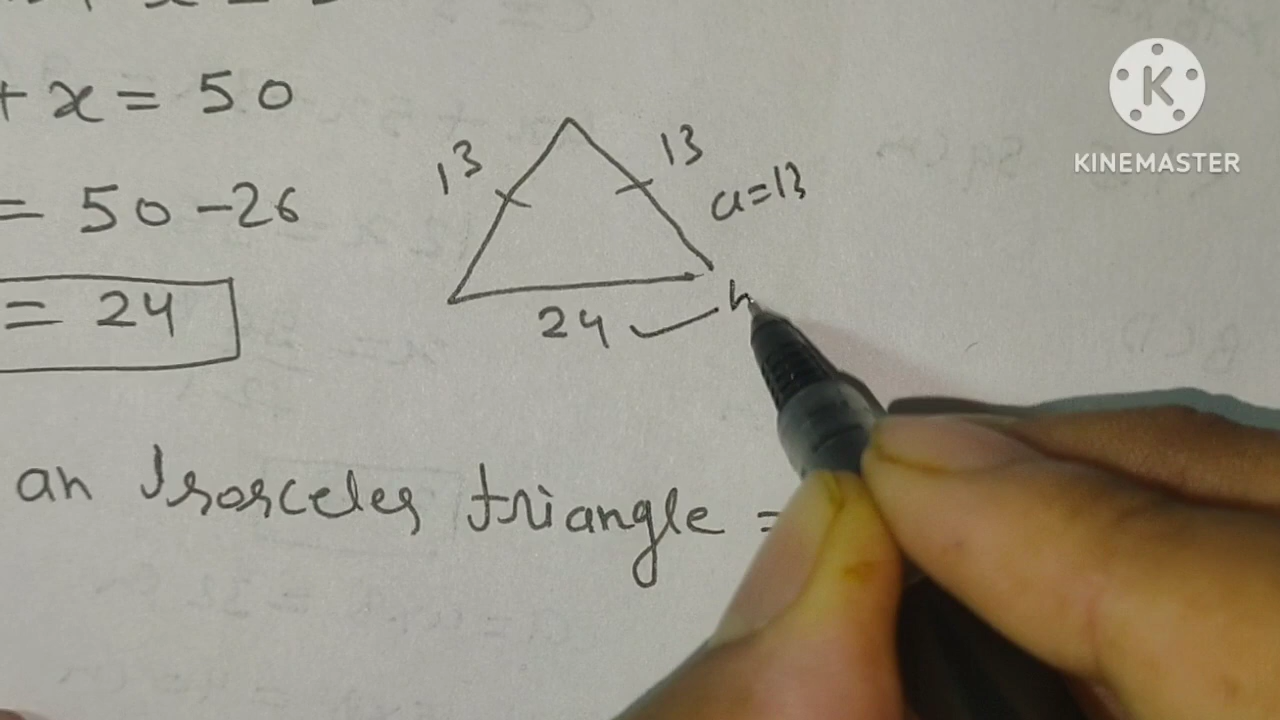 + x = 50
= 50 - 26
= 24
13
13
a = 13
24
an Isosceles triangle =
K
KINEMASTER